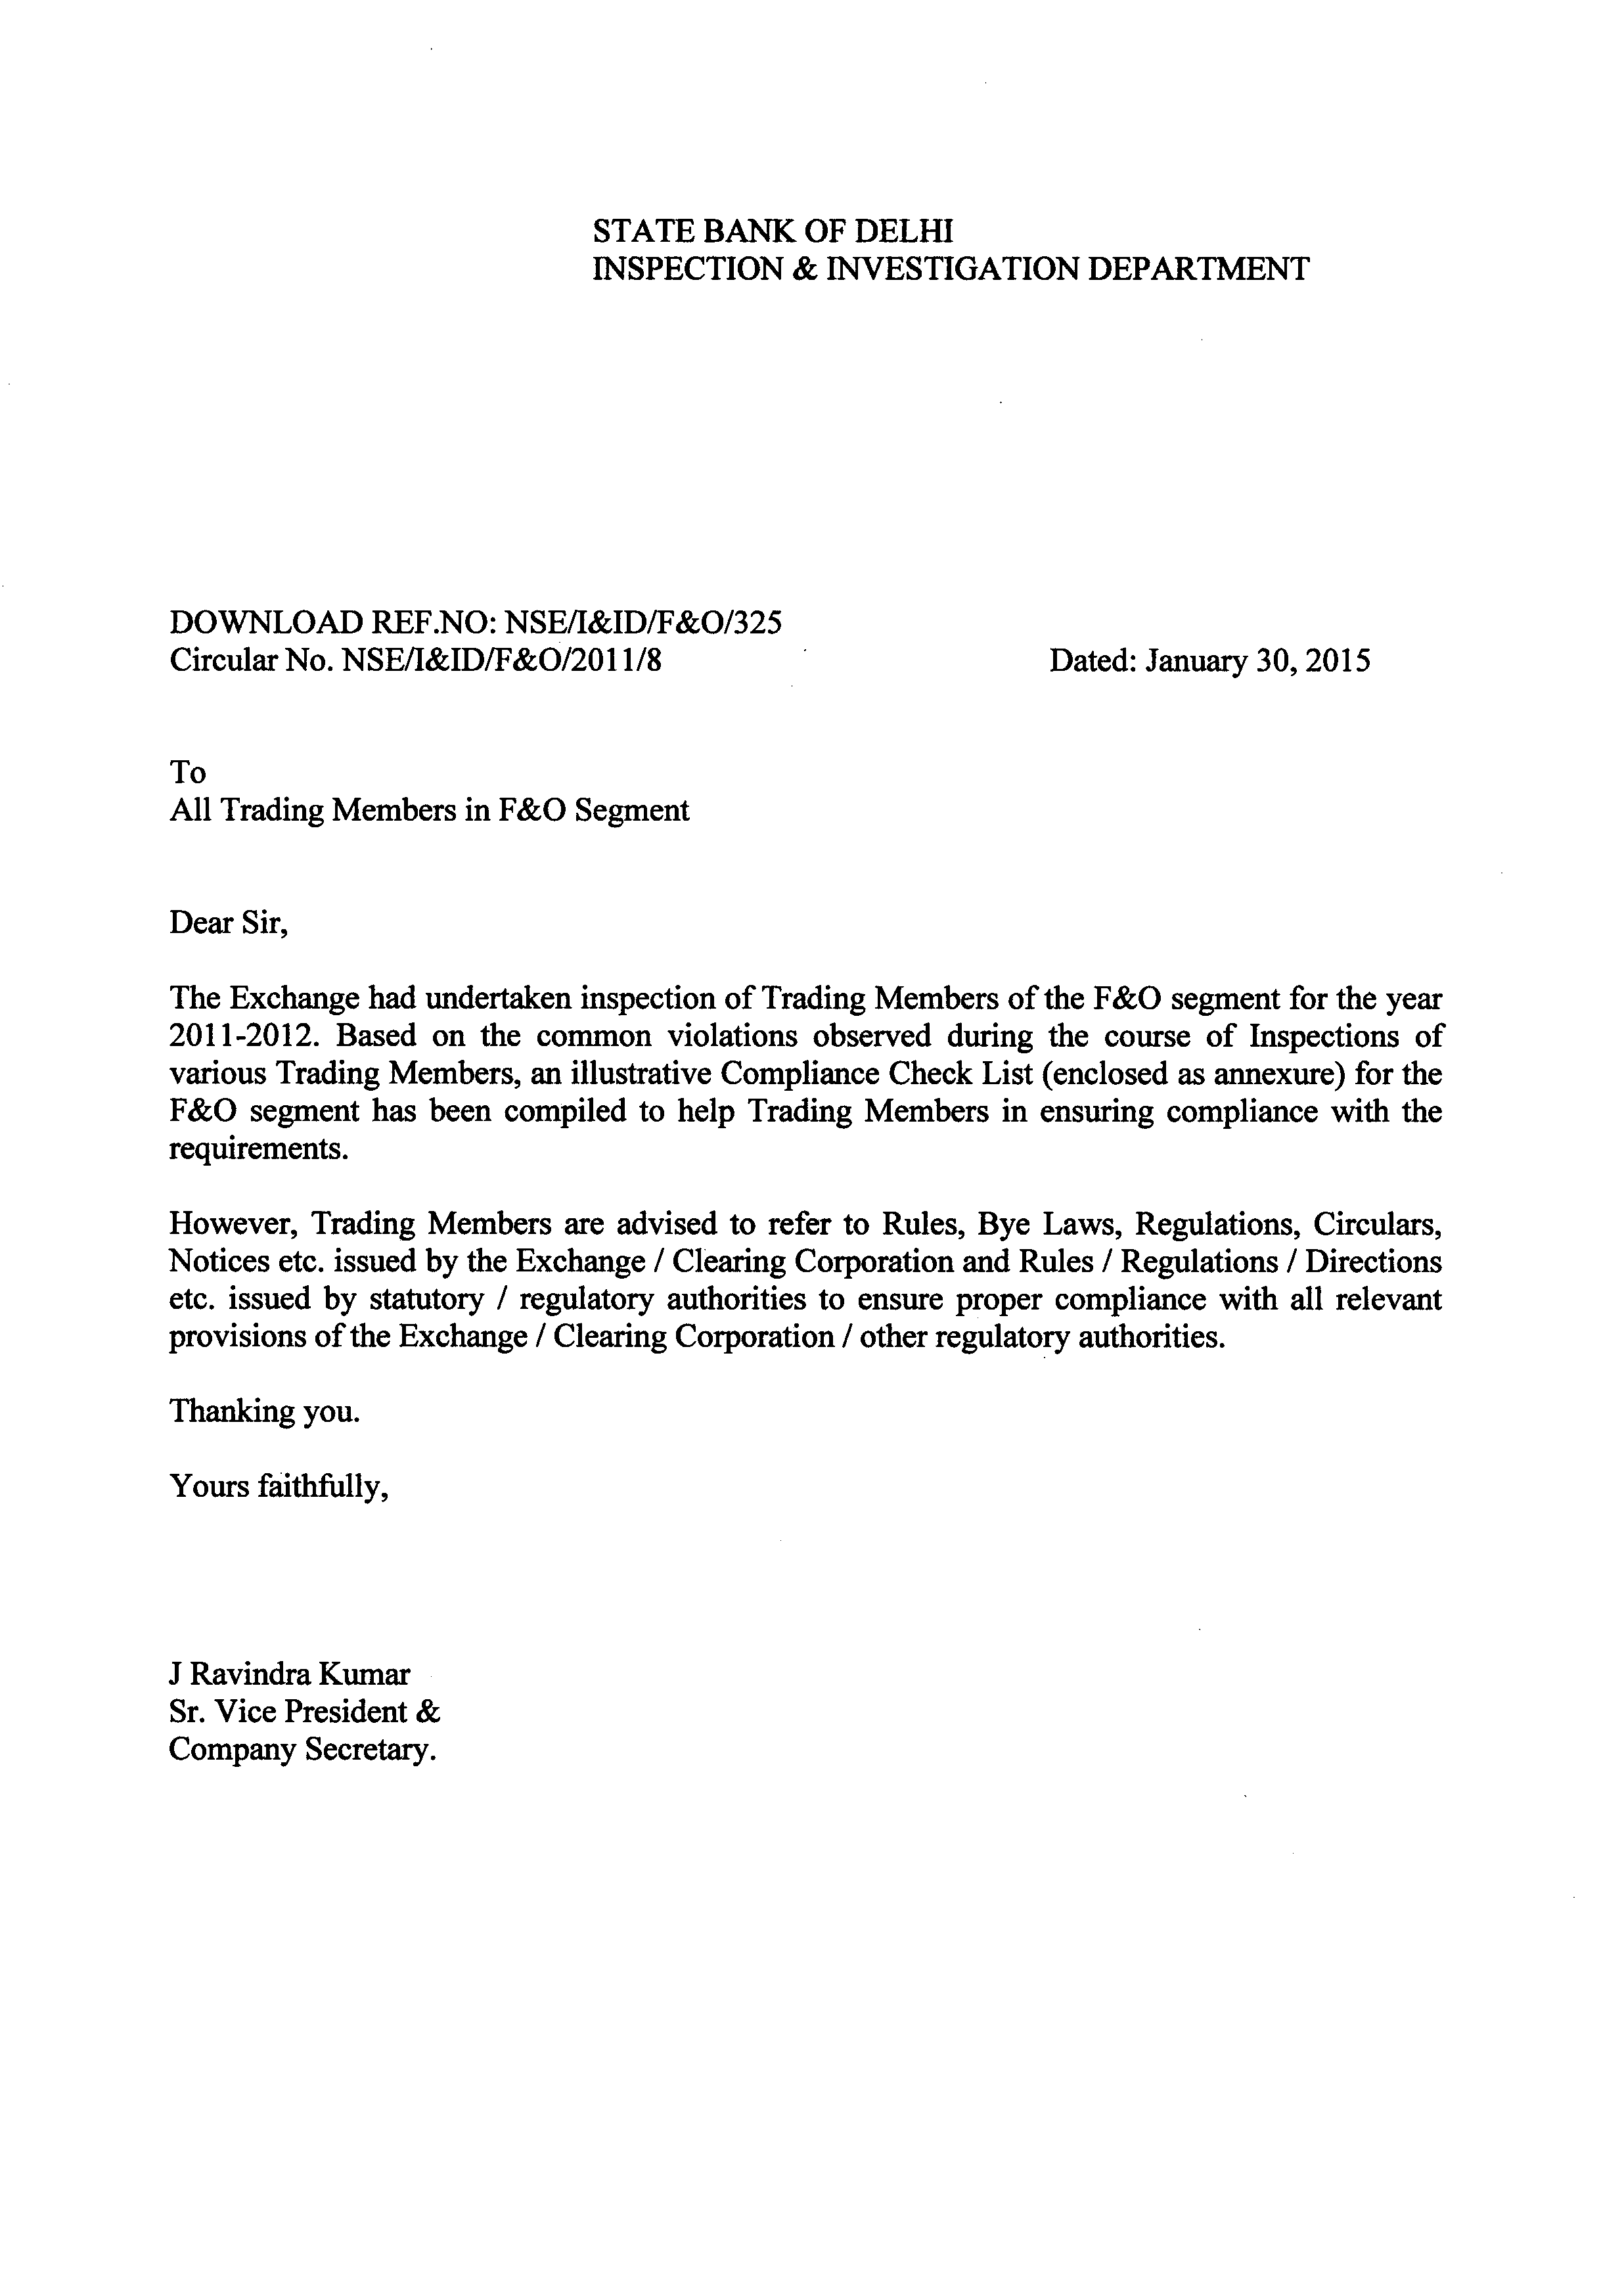 STATE BANK OF DELHI
INSPECTION & INVESTIGATION DEPARTMENT
DOWNLOAD REF.NO: NSE/I&ID/F&O/325
Circular No. NSE/I&ID/F&O/2011/8 Dated: January 30, 2015
To
All Trading Members in F&O Segment
Dear Sir,
The Exchange had undertaken inspection of Trading Members of the F&O segment for the year
2011-2012. Based on the common violations observed during the course of Inspections of
various Trading Members, an illustrative Compliance Check List (enclosed as annexure) for the
F&O segment has been compiled to help Trading Members in ensuring compliance with the
requirements.
However, Trading Members are advised to refer to Rules, Bye Laws, Regulations, Circulars,
Notices etc. issued by the Exchange / Clearing Corporation and Rules / Regulations / Directions
etc. issued by statutory / regulatory authorities to ensure proper compliance with all relevant
provisions of the Exchange / Clearing Corporation / other regulatory authorities.
Thanking you.
Yours faithfully,
J Ravindra Kumar
Sr. Vice President &
Company Secretary.